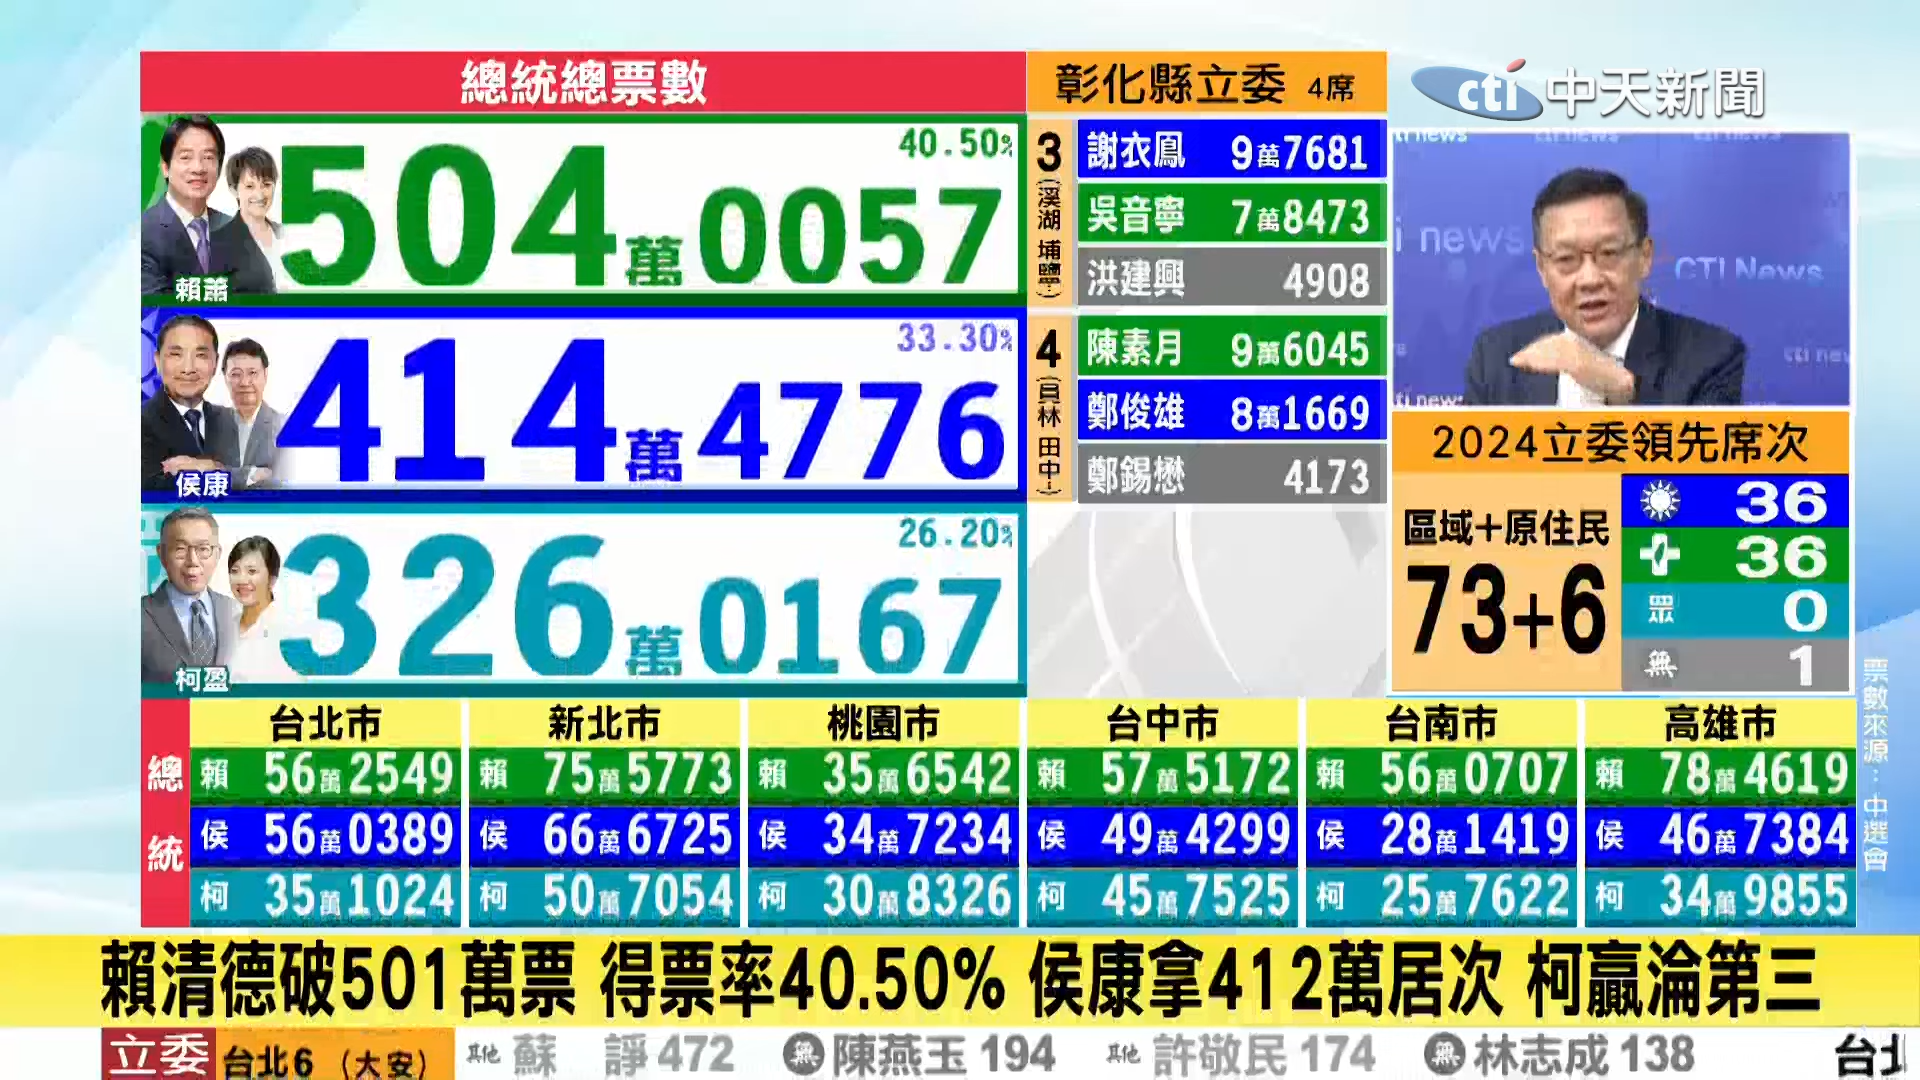 總統總票數
504萬0057
40.50%
賴蕭
414萬4776
33.30%
侯康
326萬0167
26.20%
柯盈
彰化縣立委 4席
3 (溪湖 埔鹽…)
謝衣鳯 9萬7681
吳音寧 7萬8473
洪建興 4908
4 (員林 田中…)
陳素月 9萬6045
鄭俊雄 8萬1669
鄭錫懋 4173
cti 中天新聞
cti news
CTI News
2024立委領先席次
區域+原住民
73+6
36
36
眾 0
無 1
票數來源:中選會
總統
台北市
賴 56萬2549
侯 56萬0389
柯 35萬1024
新北市
賴 75萬5773
侯 66萬6725
柯 50萬7054
桃園市
賴 35萬6542
侯 34萬7234
柯 30萬8326
台中市
賴 57萬5172
侯 49萬4299
柯 45萬7525
台南市
賴 56萬0707
侯 28萬1419
柯 25萬7622
高雄市
賴 78萬4619
侯 46萬7384
柯 34萬9855
賴清德破501萬票 得票率40.50% 侯康拿412萬居次 柯贏淪第三
立委 台北6 (大安) 其他 蘇 諍 472 無 陳燕玉 194 其他 許敬民 174 無 林志成 138